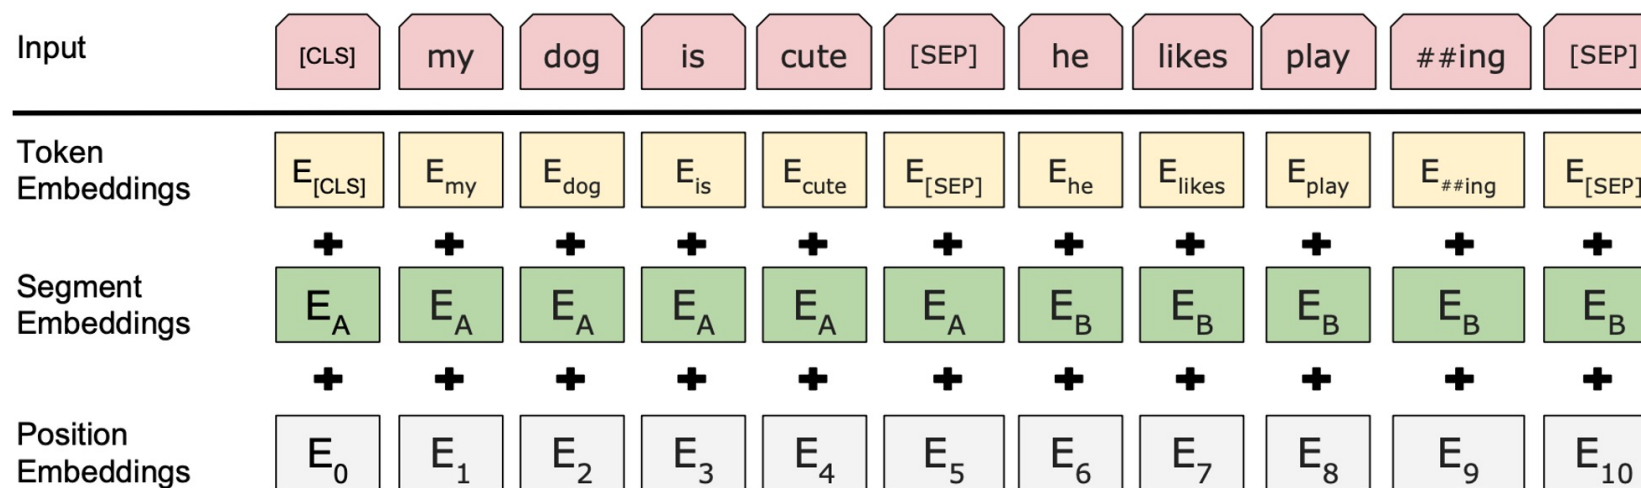 Input [CLS] my dog is cute [SEP] he likes play ##ing [SEP]
Token Embeddings E[CLS] Emy Edog Eis Ecute E[SEP] Ehe Elikes Eplay E##ing E[SEP]
+ + + + + + + + + + +
Segment Embeddings EA EA EA EA EA EA EB EB EB EB EB
+ + + + + + + + + + +
Position Embeddings E0 E1 E2 E3 E4 E5 E6 E7 E8 E9 E10